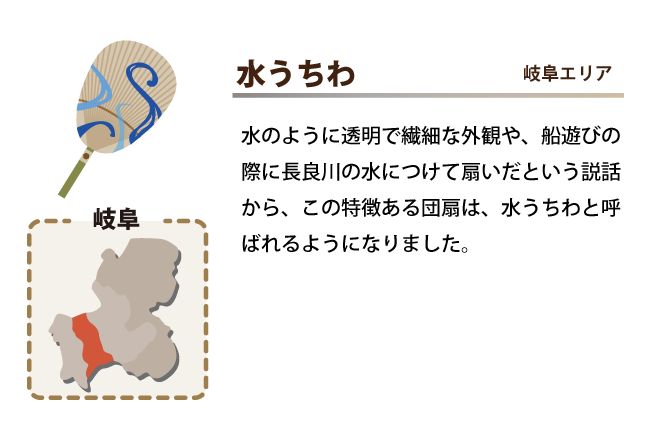 水うちわ
岐阜エリア
水のように透明で繊細な外観や、船遊びの
際に長良川の水につけて扇いだという説話
から、この特徴ある団扇は、水うちわと呼
ばれるようになりました。
岐阜